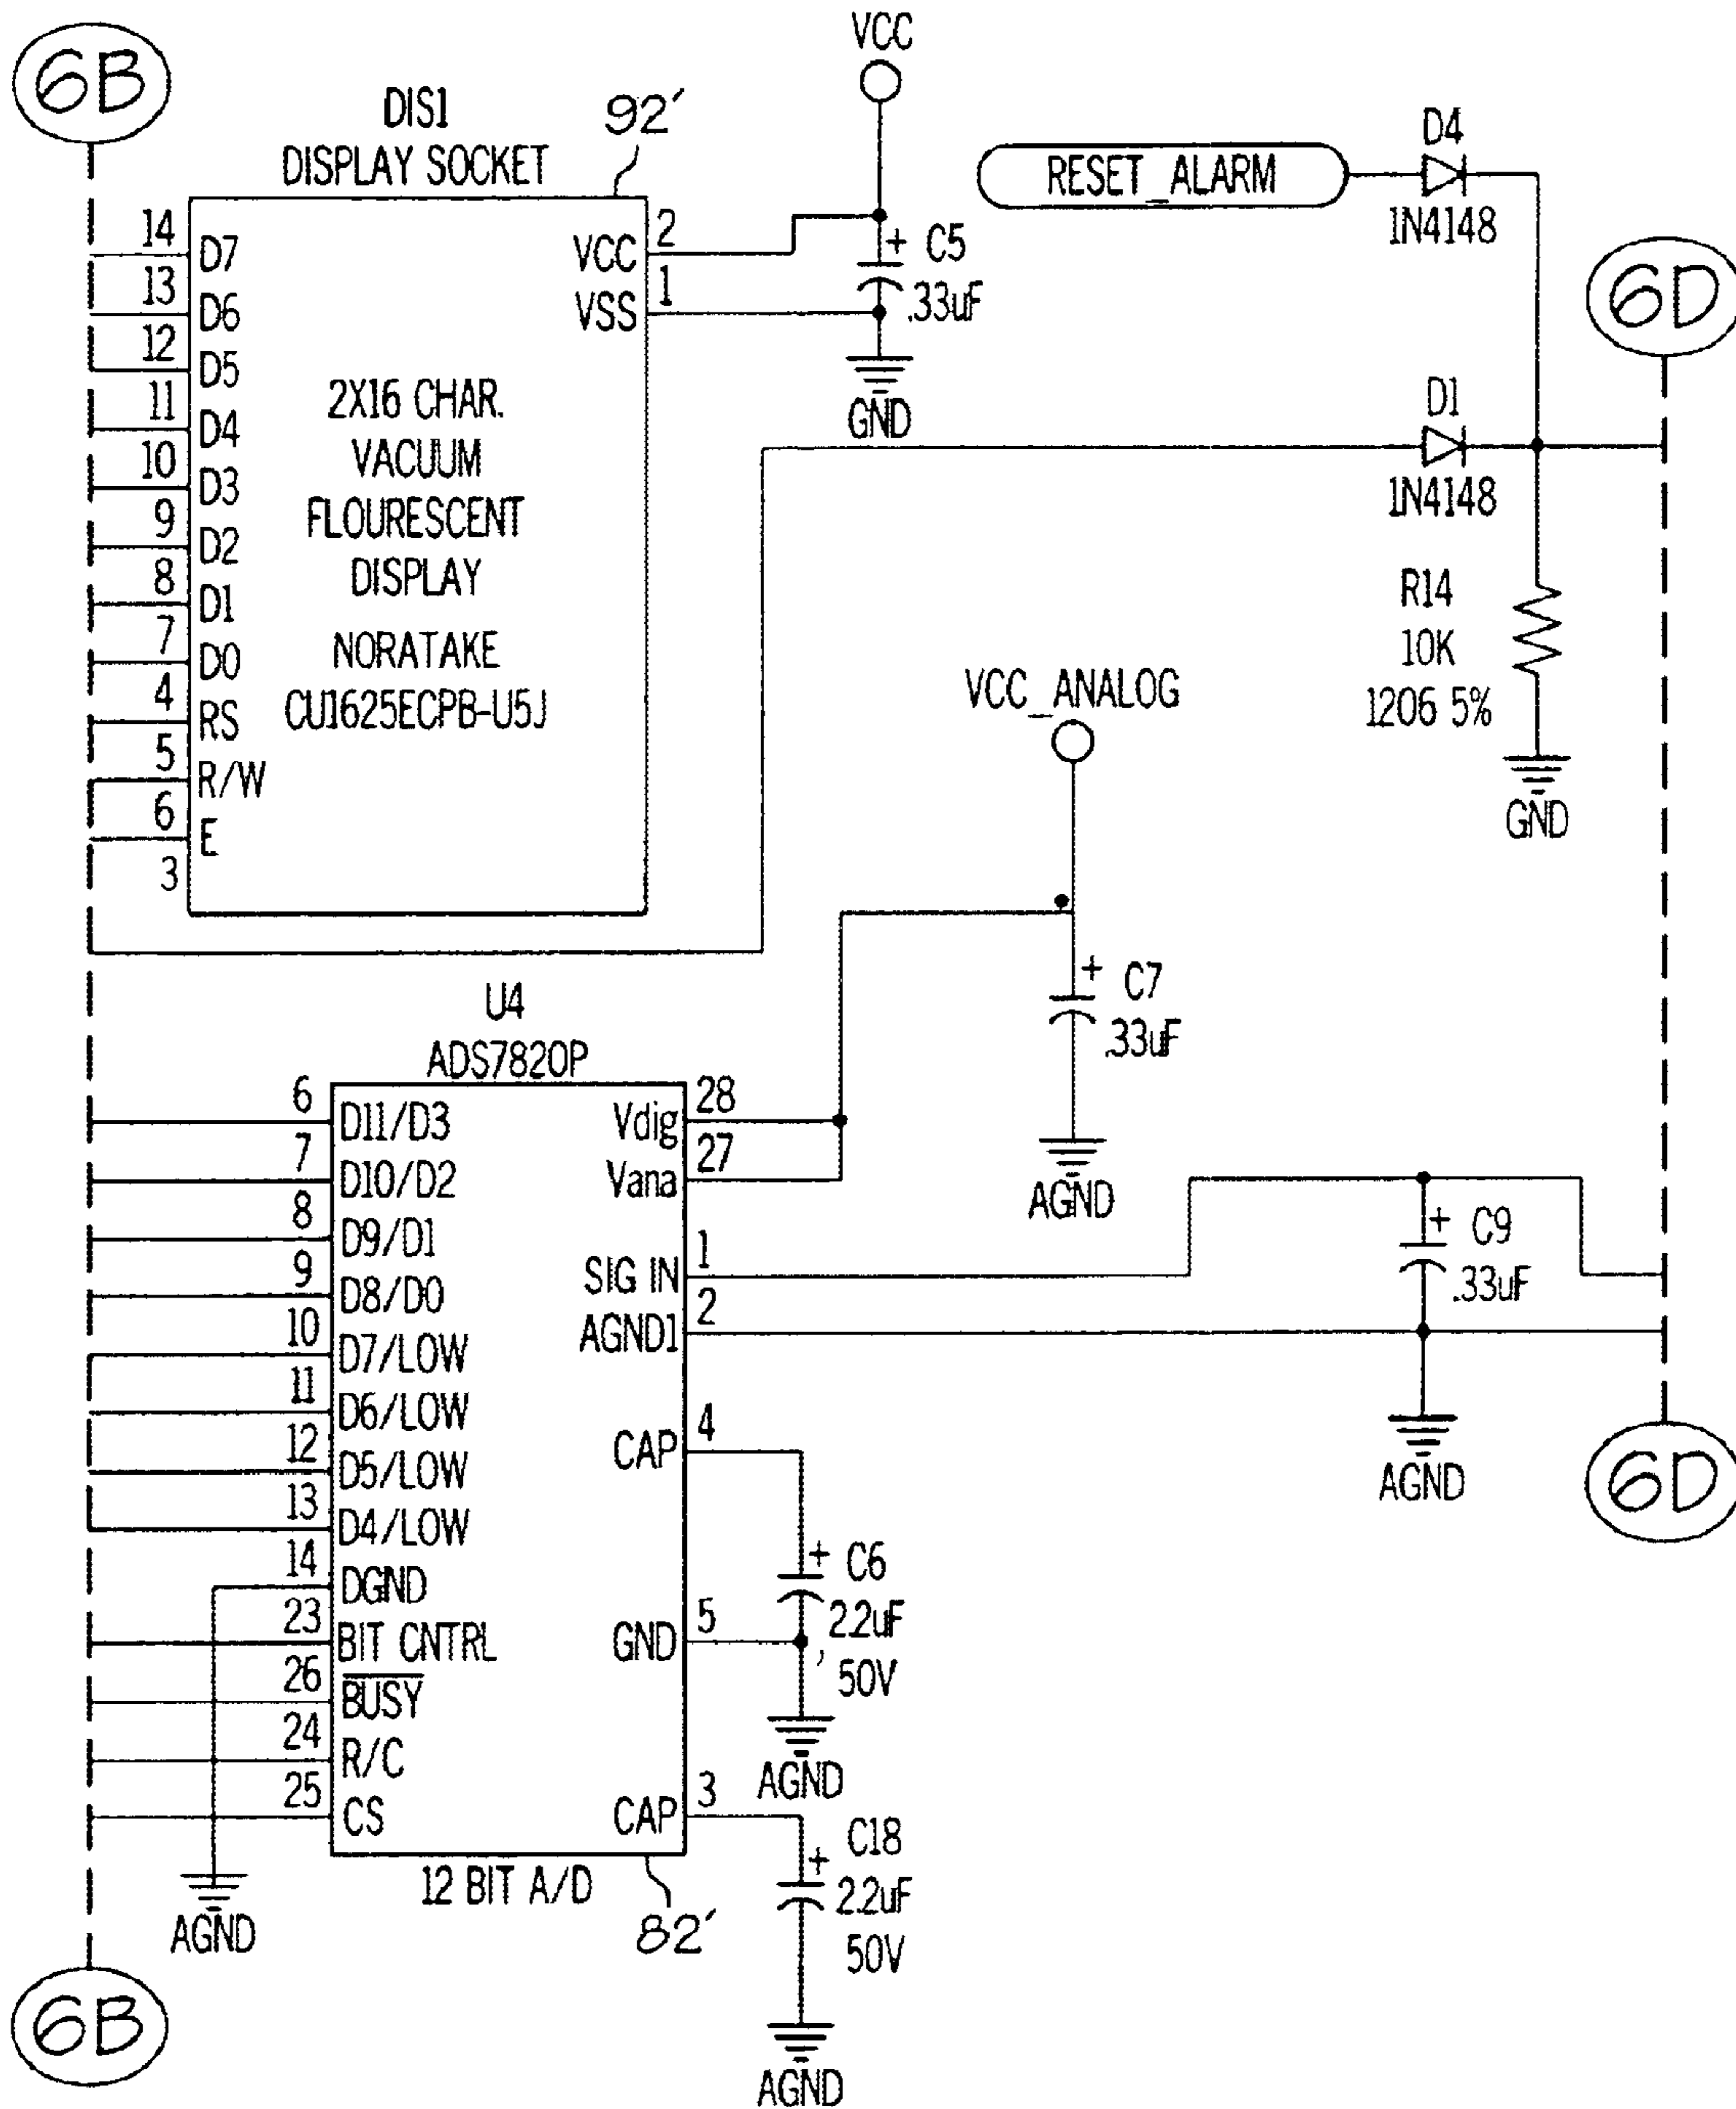 6B
VCC
DIS1
DISPLAY SOCKET
92'
RESET_ALARM
D4
1N4148
6D
14 D7
13 D6
12 D5
11 D4
10 D3
9 D2
8 D1
7 D0
4 RS
5 R/W
6 E
3
VCC 2
VSS 1
2X16 CHAR.
VACUUM
FLOURESCENT
DISPLAY
NORATAKE
CU1625ECPB-U5J
+ C5
.33uF
GND
D1
1N4148
R14
10K
1206 5%
GND
VCC_ANALOG
+ C7
.33uF
AGND
U4
ADS7820P
6 D11/D3
7 D10/D2
8 D9/D1
9 D8/D0
10 D7/LOW
11 D6/LOW
12 D5/LOW
13 D4/LOW
14 DGND
23 BIT CNTRL
26 BUSY
24 R/C
25 CS
Vdig 28
Vana 27
SIG IN 1
AGND1 2
CAP 4
GND 5
CAP 3
+ C9
.33uF
AGND
6D
+ C6
2.2uF
50V
AGND
+ C18
2.2uF
50V
AGND
12 BIT A/D
82'
AGND
6B